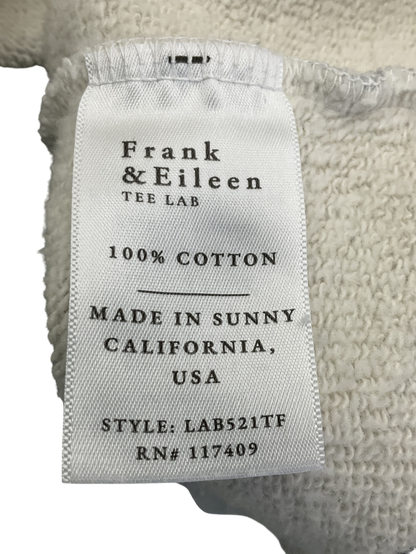 Frank
&Eileen
TEE LAB
100% COTTON
MADE IN SUNNY
CALIFORNIA,
USA
STYLE: LAB521TF
RN# 117409